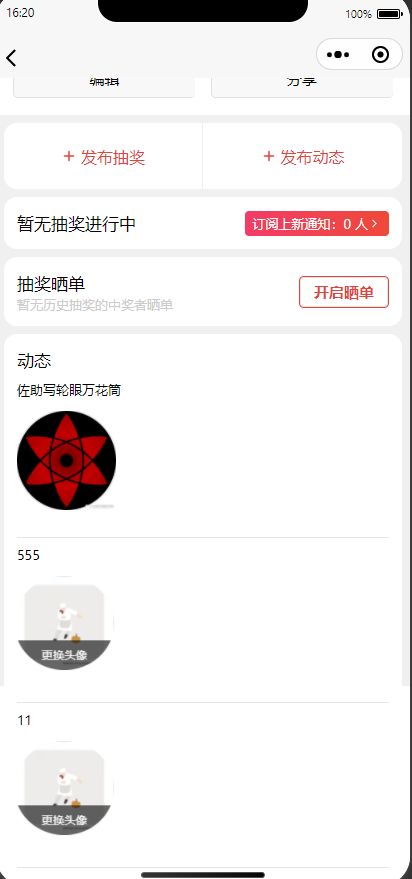 16:20
100%
编辑
分享
+ 发布抽奖
+ 发布动态
暂无抽奖进行中
订阅上新通知：0 人 >
抽奖晒单
暂无历史抽奖的中奖者晒单
开启晒单
动态
佐助写轮眼万花筒
555
更换头像
11
更换头像